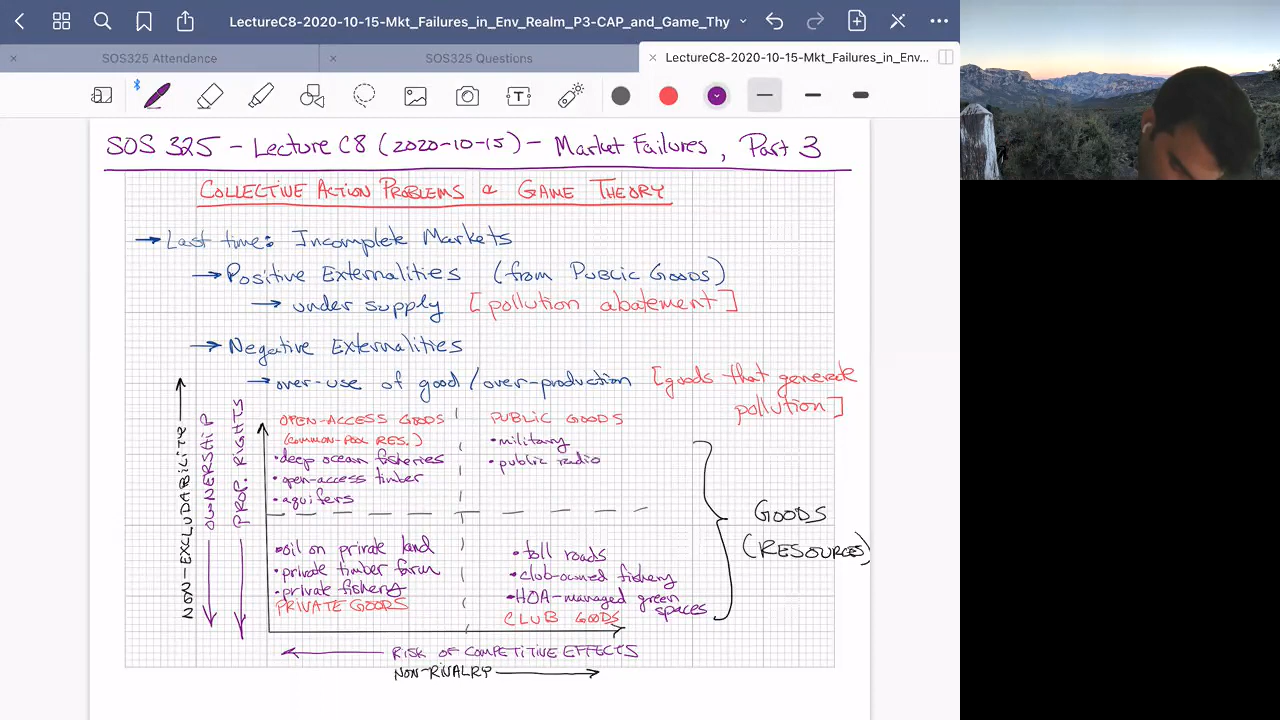 LectureC8-2020-10-15-Mkt_Failures_in_Env_Realm_P3-CAP_and_Game_Thy
SOS325 Attendance
SOS325 Questions
LectureC8-2020-10-15-Mkt_Failures_in_Env...
SOS 325 - Lecture C8 (2020-10-15) - Market Failures, Part 3
COLLECTIVE ACTION PROBLEMS & GAME THEORY
→ Last time: Incomplete Markets
→ Positive Externalities (from Public Goods)
→ under supply [pollution abatement]
→ Negative Externalities
→ over-use of good/over-production [goods that generate
pollution]
NON-EXCLUDABILITY
OWNERSHIP
PROP. RIGHTS
OPEN-ACCESS GOODS
(COMMON-POOL RES.)
• deep ocean fisheries
• open-access timber
• aquifers
PUBLIC GOODS
• military
• public radio
• oil on private land
• private timber farm
• private fishery
PRIVATE GOODS
• toll roads
• club-owned fishery
• HOA-managed green
spaces
CLUB GOODS
GOODS
(RESOURCES)
RISK OF COMPETITIVE EFFECTS
NON-RIVALRY